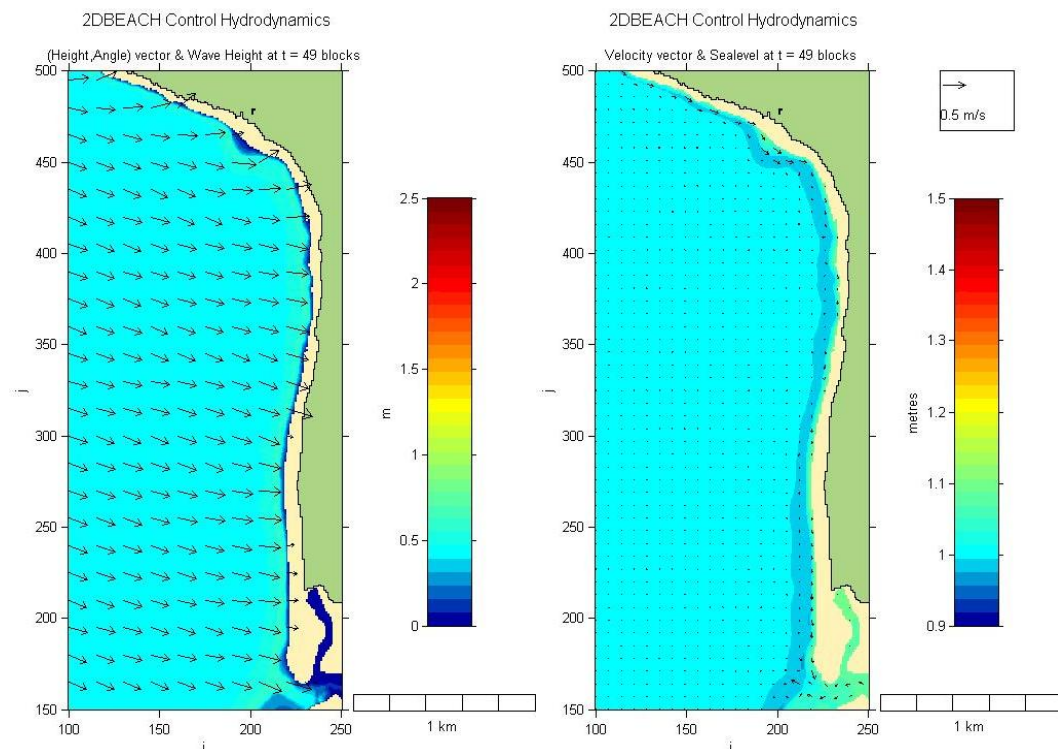 2DBEACH Control Hydrodynamics
(Height,Angle) vector & Wave Height at t = 49 blocks
500
450
400
350
300
250
200
150
100
150
200
250
j
i
r
2.5
2
1.5
1
0.5
0
m
1 km
2DBEACH Control Hydrodynamics
Velocity vector & Sealevel at t = 49 blocks
500
450
400
350
300
250
200
150
100
150
200
250
j
i
r
0.5 m/s
1.5
1.4
1.3
1.2
1.1
1
0.9
metres
1 km